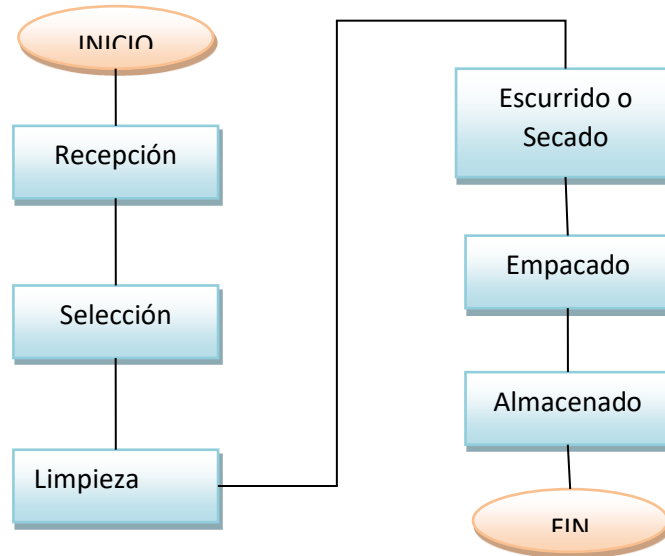 INICIO
Recepción
Selección
Limpieza
Escurrido o
Secado
Empacado
Almacenado
FIN